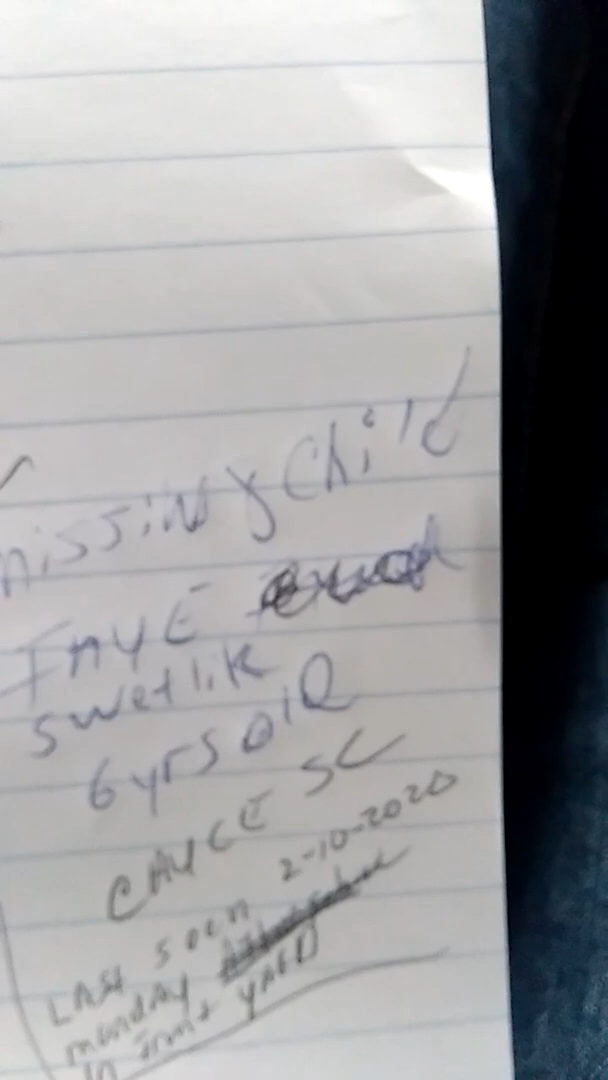 missing child
FAYE
swetlik
6yrs old
CAYCE SC
LAST seen 2-10-2020
monday
In front yARD